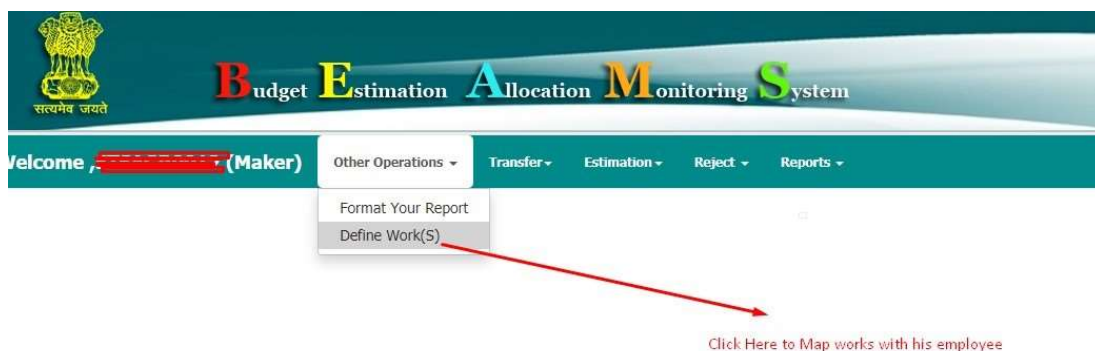 सत्यमेव जयते
Budget Estimation Allocation Monitoring System
Welcome , (Maker) Other Operations Transfer Estimation Reject Reports
Format Your Report
Define Work(S)
Click Here to Map works with his employee